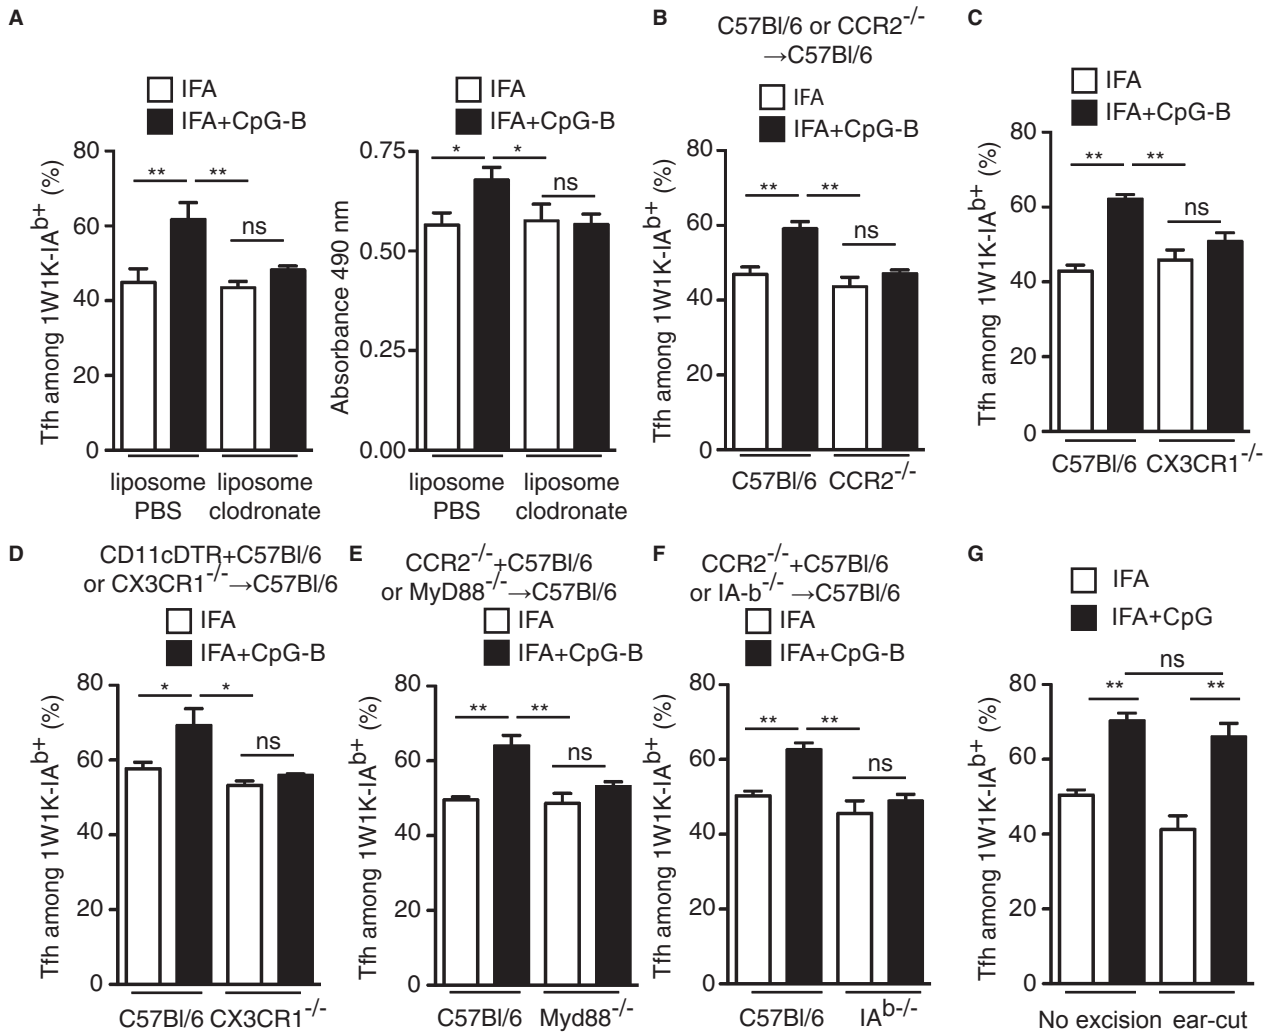 A
IFA
IFA+CpG-B
Tfh among 1W1K-IAb+ (%)
80
60
40
20
0
** **
ns
liposome PBS
liposome clodronate
IFA
IFA+CpG-B
Absorbance 490 nm
0.75
0.50
0.25
0.00
* *
ns
liposome PBS
liposome clodronate
B
C57Bl/6 or CCR2-/-
→C57Bl/6
IFA
IFA+CpG-B
Tfh among 1W1K-IAb+ (%)
80
60
40
20
0
** **
ns
C57Bl/6 CCR2-/-
C
IFA
IFA+CpG-B
Tfh among 1W1K-IAb+ (%)
80
60
40
20
0
** **
ns
C57Bl/6 CX3CR1-/-
D
CD11cDTR+C57Bl/6
or CX3CR1-/-→C57Bl/6
IFA
IFA+CpG-B
Tfh among 1W1K-IAb+ (%)
80
60
40
20
0
* *
ns
C57Bl/6 CX3CR1-/-
E
CCR2-/-+C57Bl/6
or MyD88-/-→C57Bl/6
IFA
IFA+CpG-B
Tfh among 1W1K-IAb+ (%)
80
60
40
20
0
** **
ns
C57Bl/6 Myd88-/-
F
CCR2-/-+C57Bl/6
or IA-b-/- →C57Bl/6
IFA
IFA+CpG-B
Tfh among 1W1K-IAb+ (%)
80
60
40
20
0
** **
ns
C57Bl/6 IAb-/-
G
IFA
IFA+CpG
Tfh among 1W1K-IAb+ (%)
80
60
40
20
0
ns
** **
No excision ear-cut